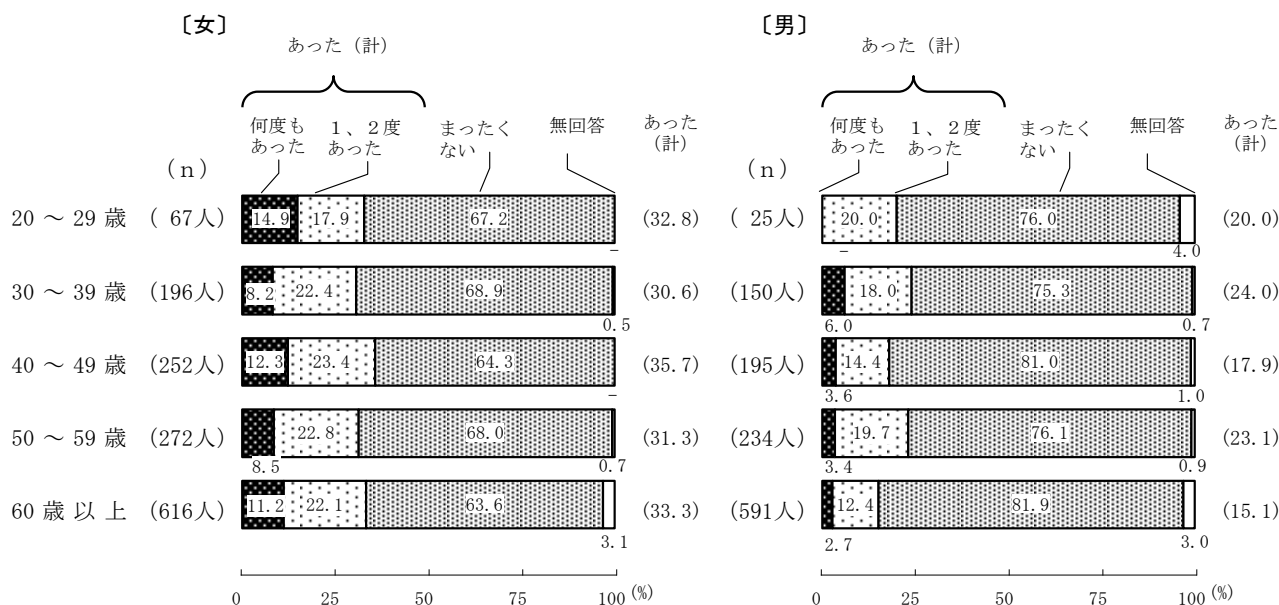 〔女〕 〔男〕
あった（計） あった（計）
何度も １、２度 まったく 無回答 あった 何度も １、２度 まったく 無回答 あった
あった あった ない (計) あった あった ない (計)
(ｎ) (ｎ)
20 ～ 29 歳 ( 67人) 14.9 17.9 67.2 (32.8) ( 25人) 20.0 76.0 (20.0)
－ － 4.0
30 ～ 39 歳 (196人) 8.2 22.4 68.9 (30.6) (150人) 18.0 75.3 (24.0)
0.5 6.0 0.7
40 ～ 49 歳 (252人) 12.3 23.4 64.3 (35.7) (195人) 14.4 81.0 (17.9)
－ 3.6 1.0
50 ～ 59 歳 (272人) 22.8 68.0 (31.3) (234人) 19.7 76.1 (23.1)
8.5 0.7 3.4 0.9
60 歳 以 上 (616人) 11.2 22.1 63.6 (33.3) (591人) 12.4 81.9 (15.1)
3.1 2.7 3.0
0 25 50 75 100 (%) 0 25 50 75 100 (%)